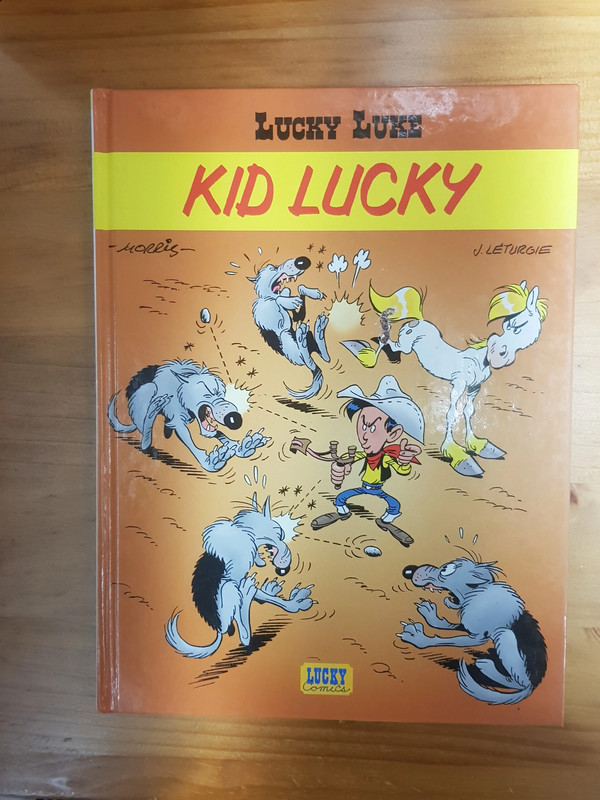 LUCKY LUKE
KID LUCKY
-MORRIS-
J. LÉTURGIE
LUCKY
Comics